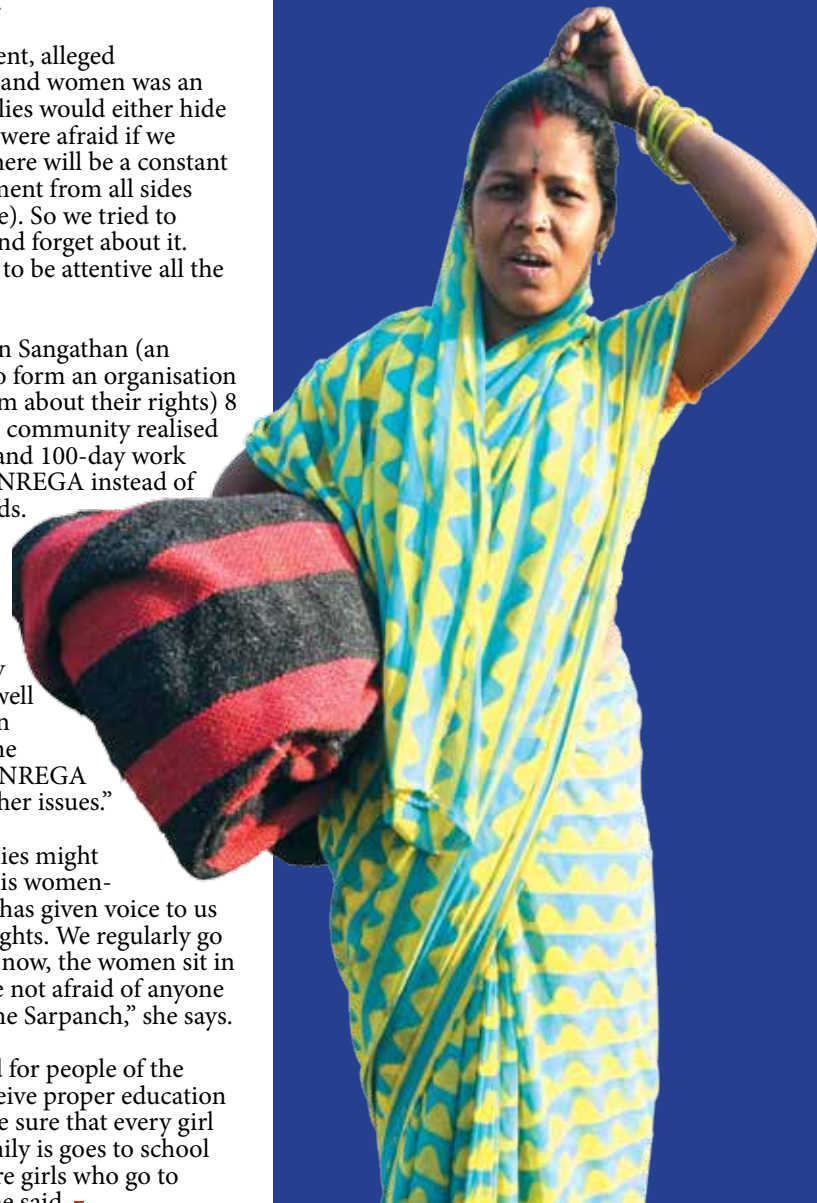 ent, alleged
and women was an
lies would either hide
were afraid if we
here will be a constant
ment from all sides
e). So we tried to
nd forget about it.
to be attentive all the
n Sangathan (an
o form an organisation
m about their rights) 8
community realised
and 100-day work
NREGA instead of
ds.
y
well
n
ne
NREGA
her issues.”
lies might
is women-
has given voice to us
ghts. We regularly go
now, the women sit in
e not afraid of anyone
he Sarpanch,” she says.
d for people of the
eive proper education
e sure that every girl
mily is goes to school
re girls who go to
he said.